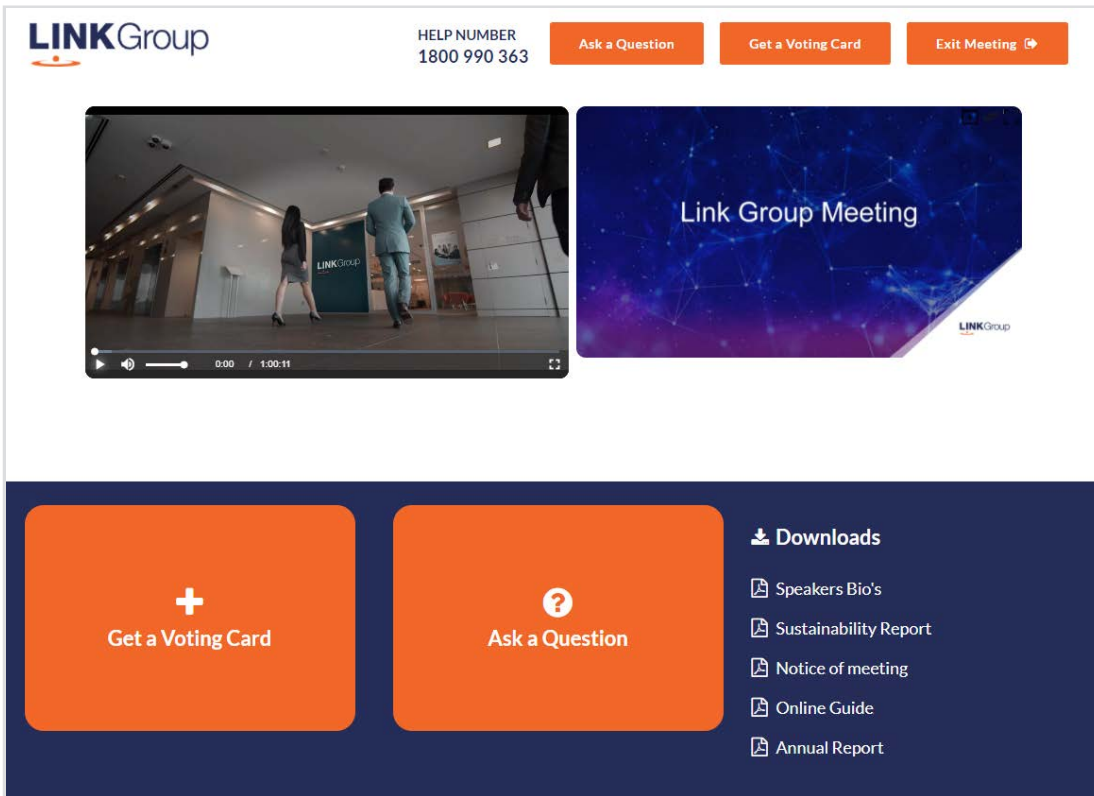 LINKGroup
HELP NUMBER
1800 990 363
Ask a Question
Get a Voting Card
Exit Meeting
LINKGroup
0:00 / 1:00:11
Link Group Meeting
LINKGroup
Get a Voting Card
Ask a Question
Downloads
Speakers Bio's
Sustainability Report
Notice of meeting
Online Guide
Annual Report